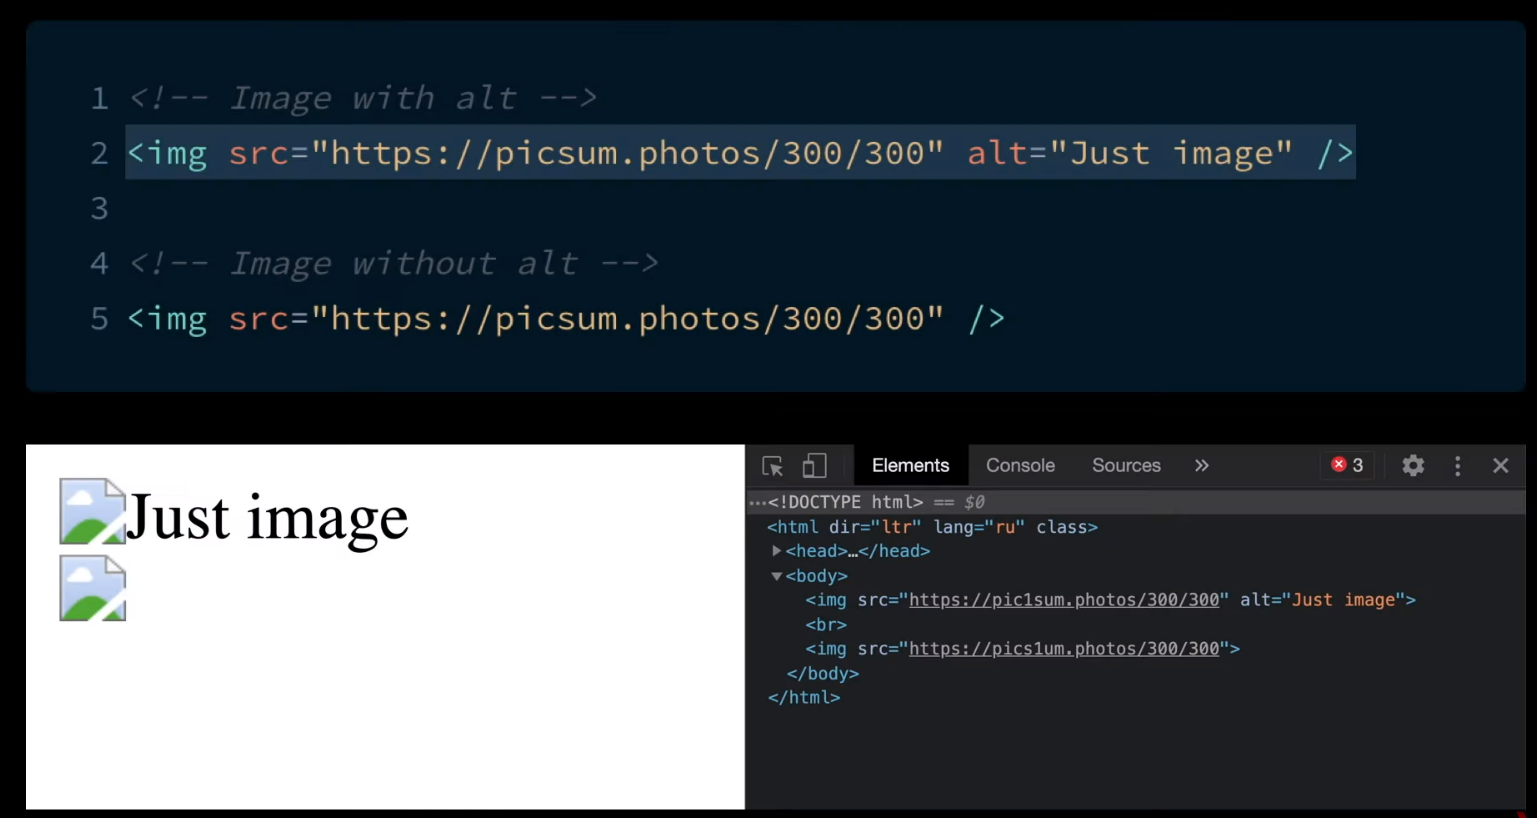 1 <!-- Image with alt -->
2 <img src="https://picsum.photos/300/300" alt="Just image" />
3
4 <!-- Image without alt -->
5 <img src="https://picsum.photos/300/300" />
Just image
Elements Console Sources » 3
···<!DOCTYPE html> == $0
<html dir="ltr" lang="ru" class>
<head>…</head>
<body>
<img src="https://pic1sum.photos/300/300" alt="Just image">
<br>
<img src="https://pics1um.photos/300/300">
</body>
</html>